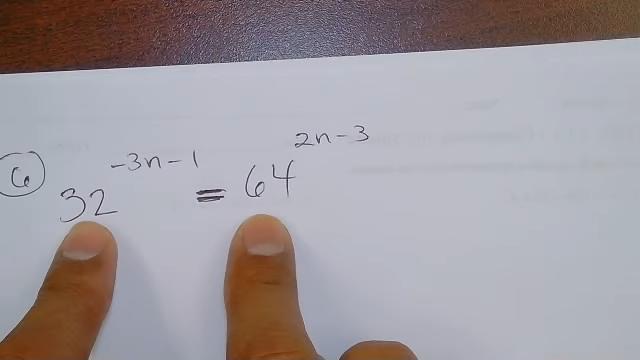 6 32^{-3n-1} = 64^{2n-3}